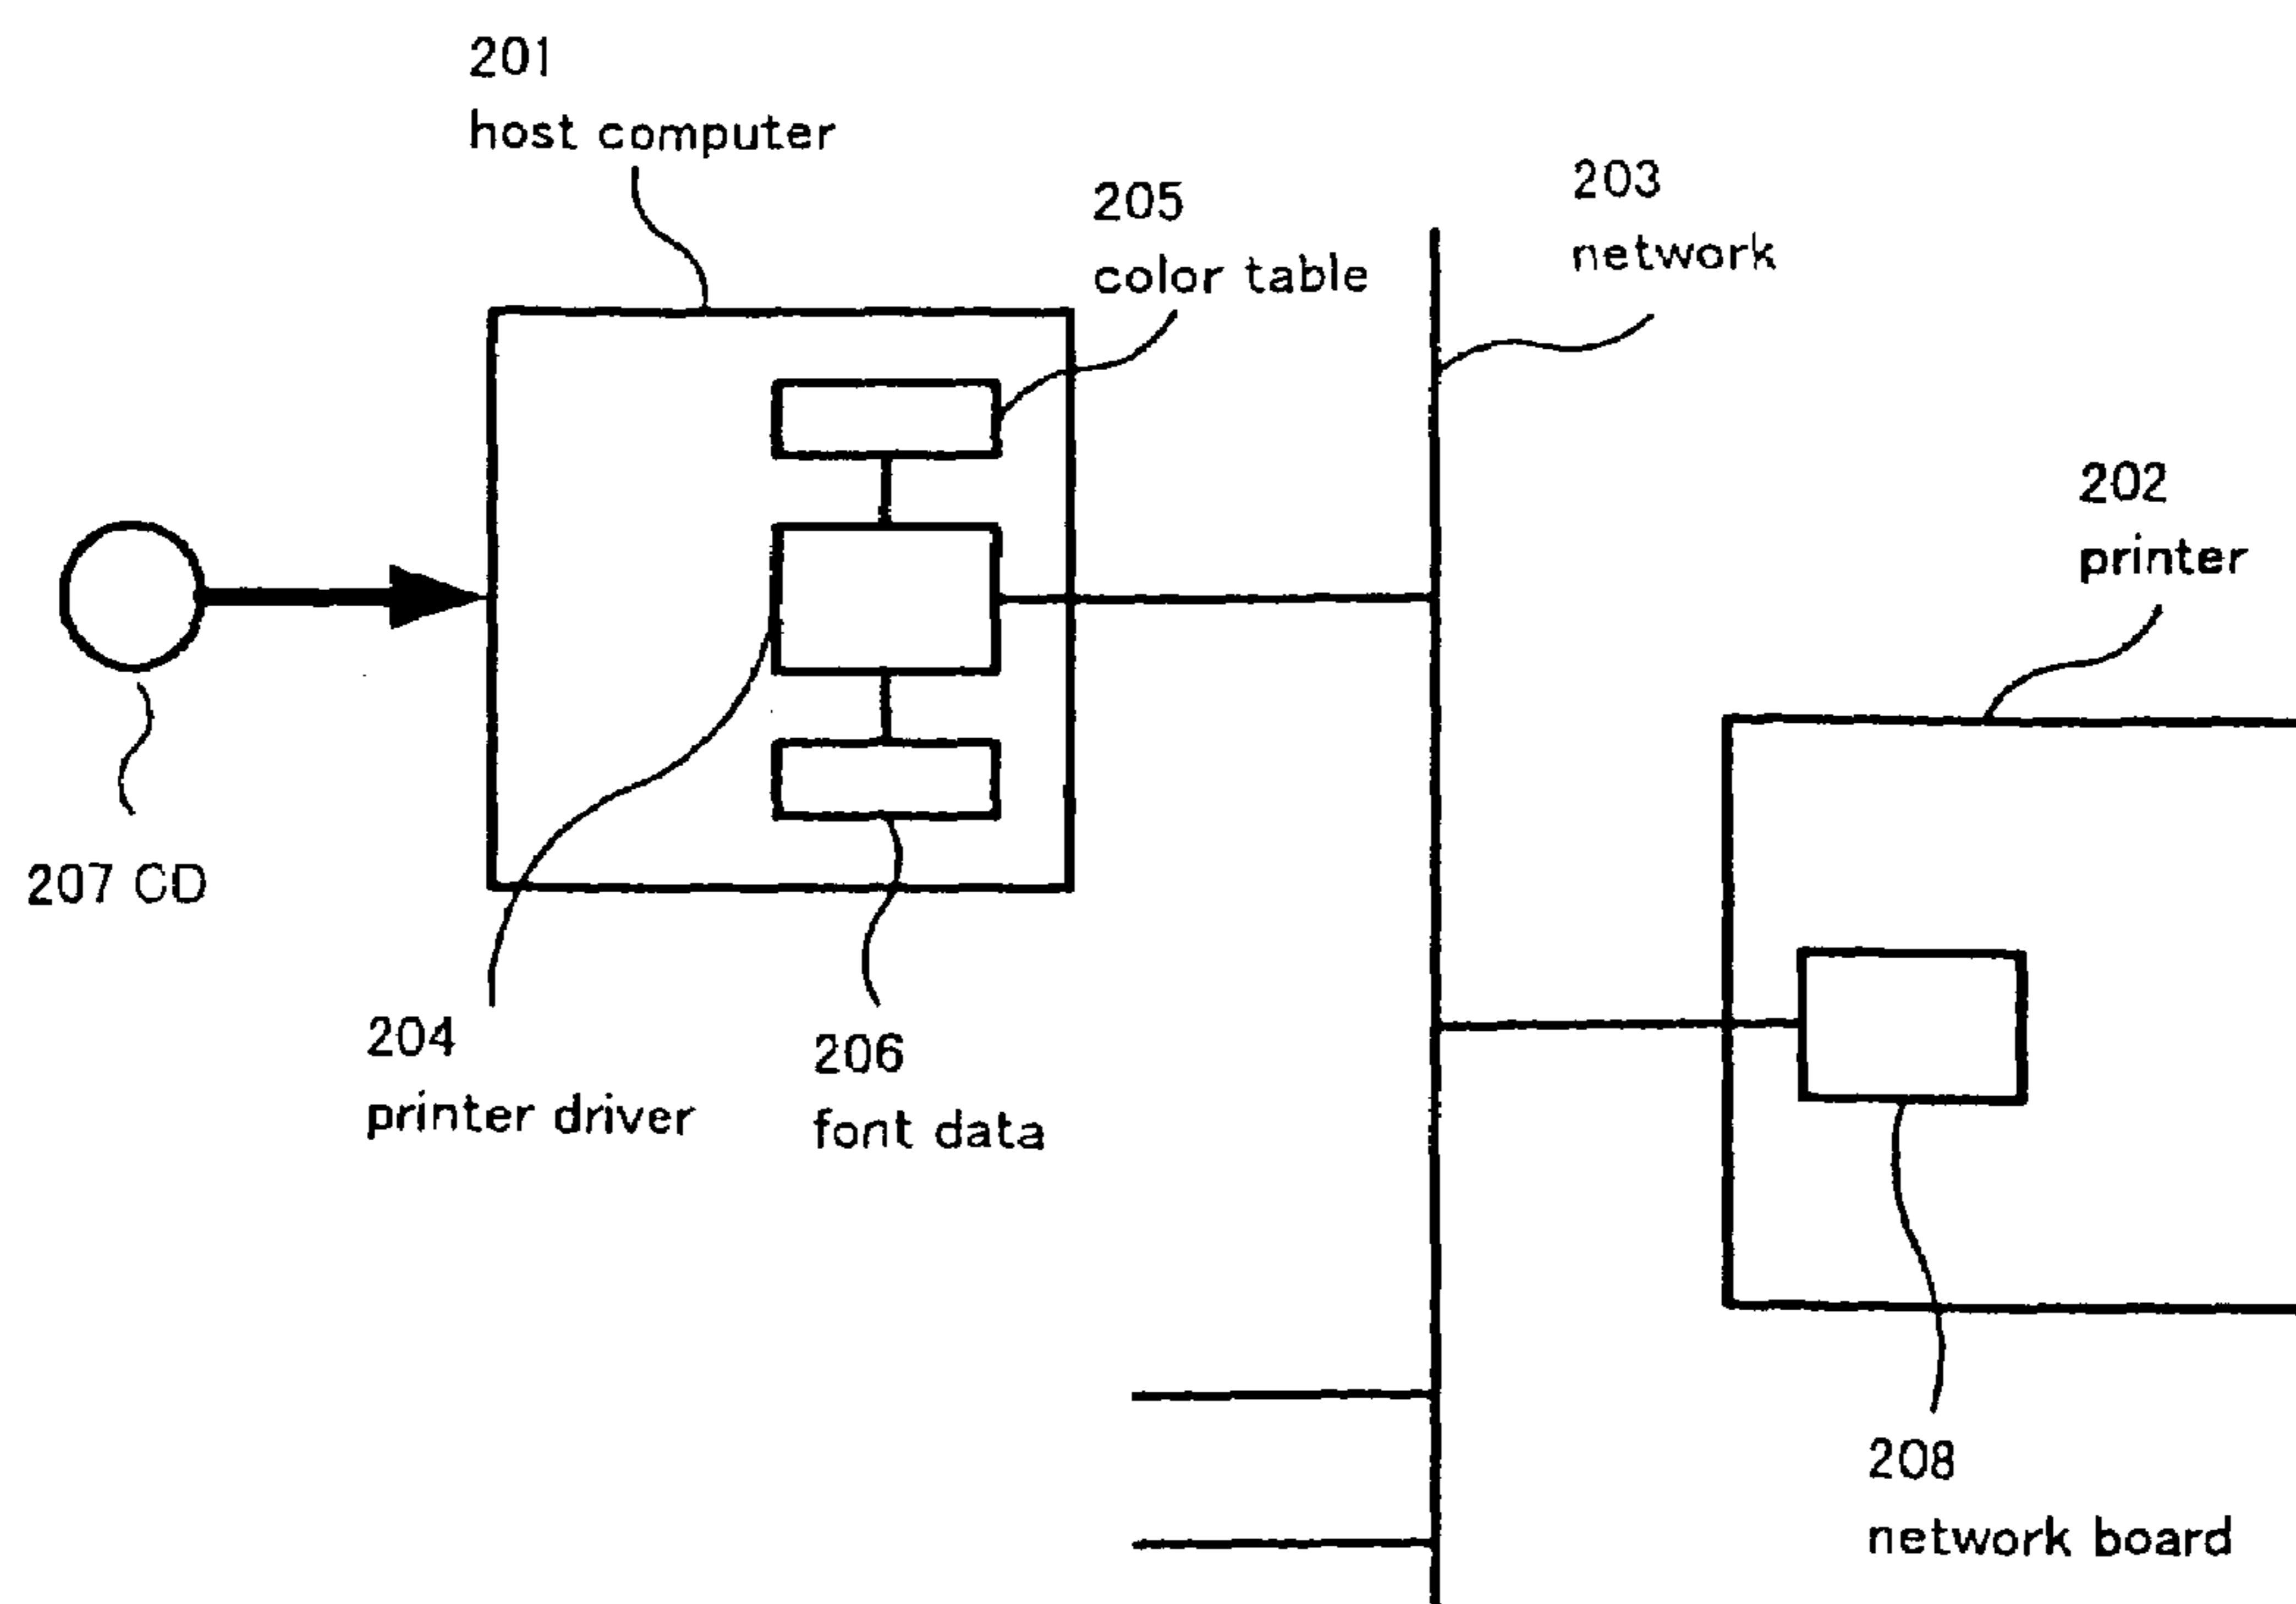 201
host computer
205
color table
203
network
202
printer
207 CD
204
printer driver
206
font data
208
network board